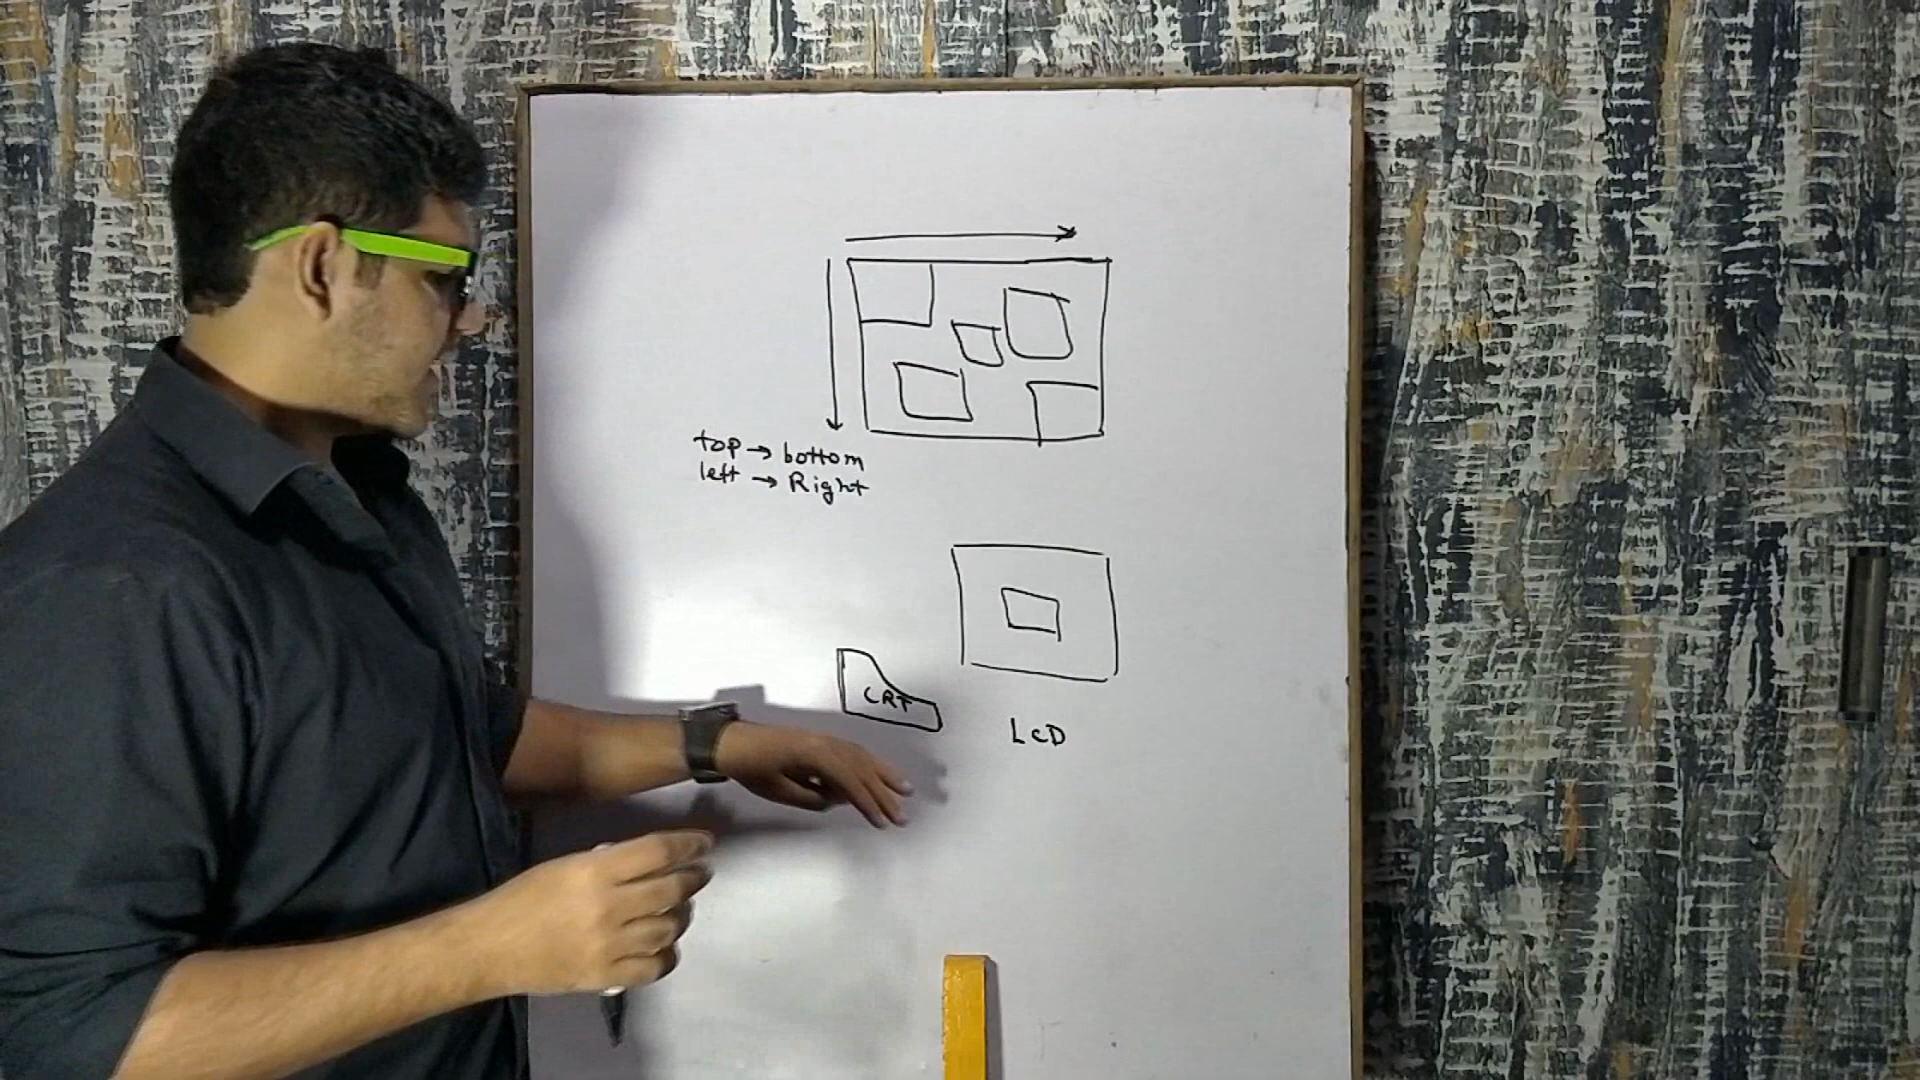 top → bottom
left → Right
CRT
LCD